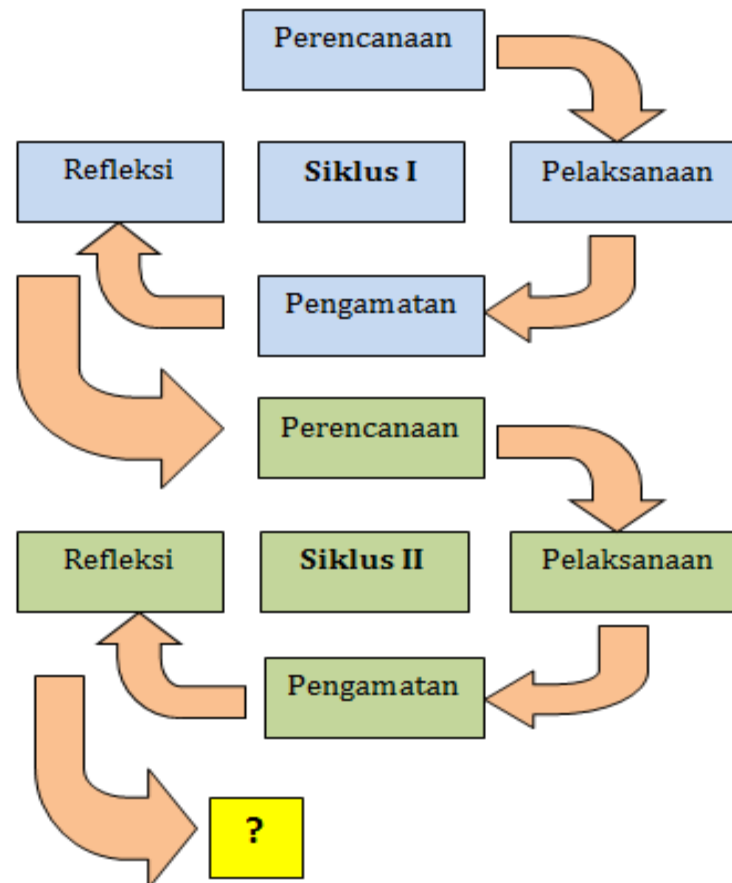 Perencanaan
Refleksi
Siklus I
Pelaksanaan
Pengamatan
Perencanaan
Refleksi
Siklus II
Pelaksanaan
Pengamatan
?